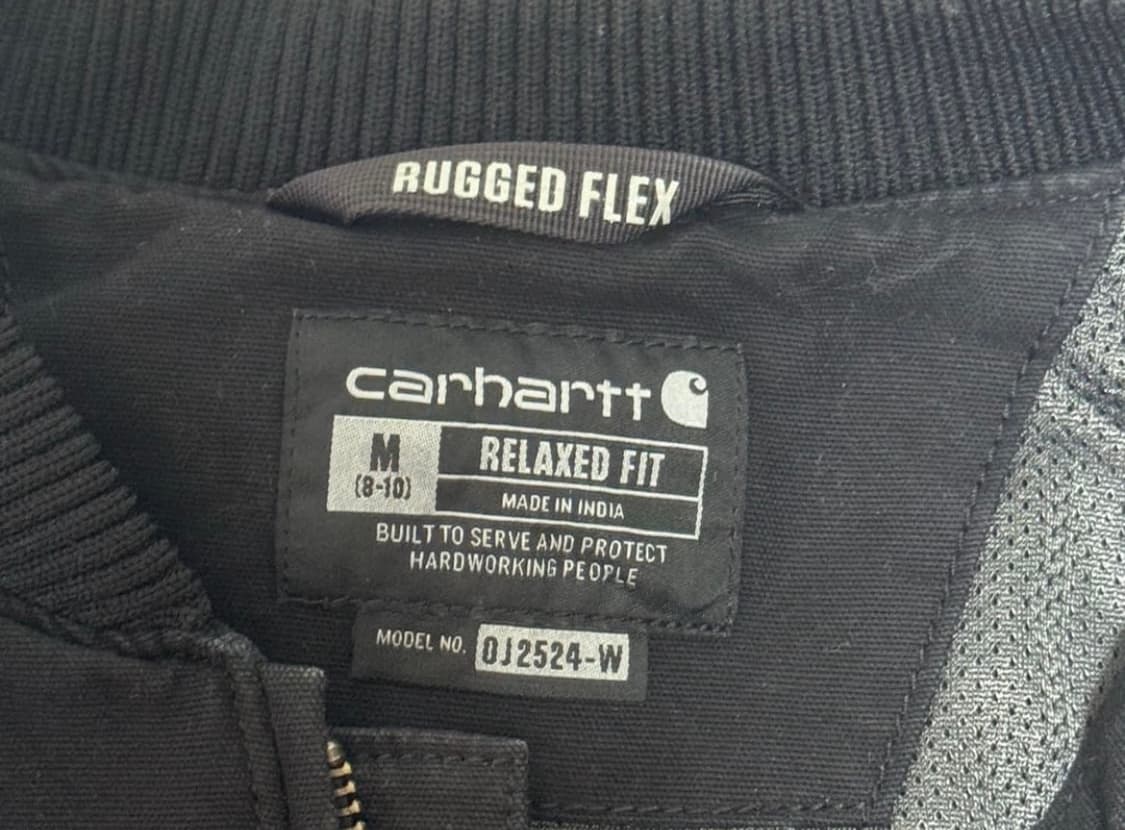 RUGGED FLEX
carhartt
M
(8-10)
RELAXED FIT
MADE IN INDIA
BUILT TO SERVE AND PROTECT
HARDWORKING PEOPLE
MODEL NO. OJ2524-W